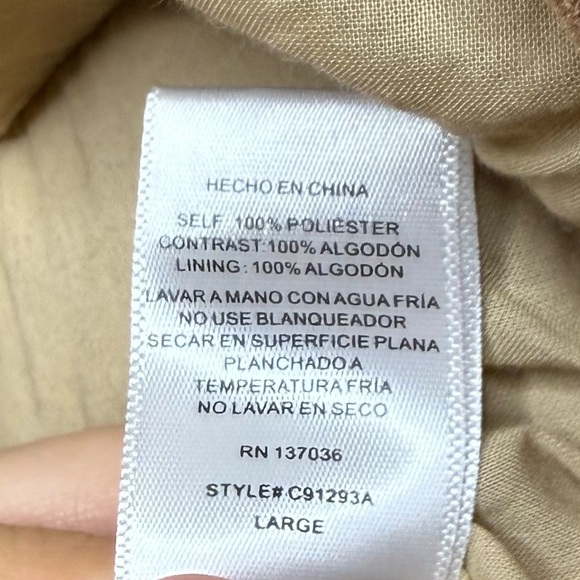 HECHO EN CHINA
SELF: 100% POLIÉSTER
CONTRAST: 100% ALGODÓN
LINING: 100% ALGODÓN
LAVAR A MANO CON AGUA FRÍA
NO USE BLANQUEADOR
SECAR EN SUPERFICIE PLANA
PLANCHADO A
TEMPERATURA FRÍA
NO LAVAR EN SECO
RN 137036
STYLE# C91293A
LARGE